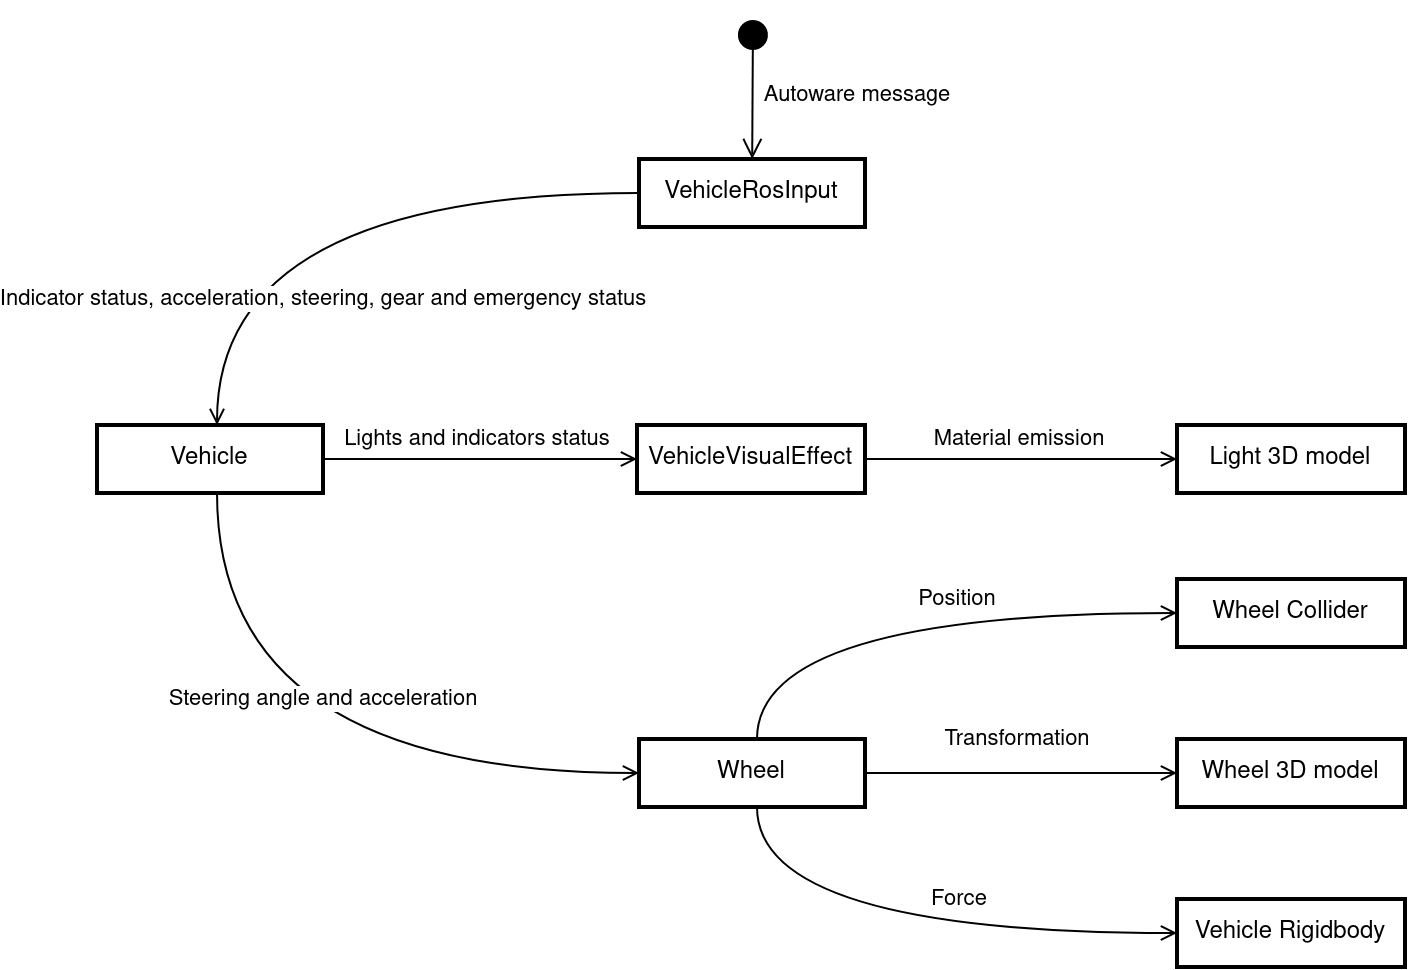 Autoware message
VehicleRosInput
Indicator status, acceleration, steering, gear and emergency status
Vehicle
Lights and indicators status
VehicleVisualEffect
Material emission
Light 3D model
Position
Wheel Collider
Steering angle and acceleration
Wheel
Transformation
Wheel 3D model
Force
Vehicle Rigidbody